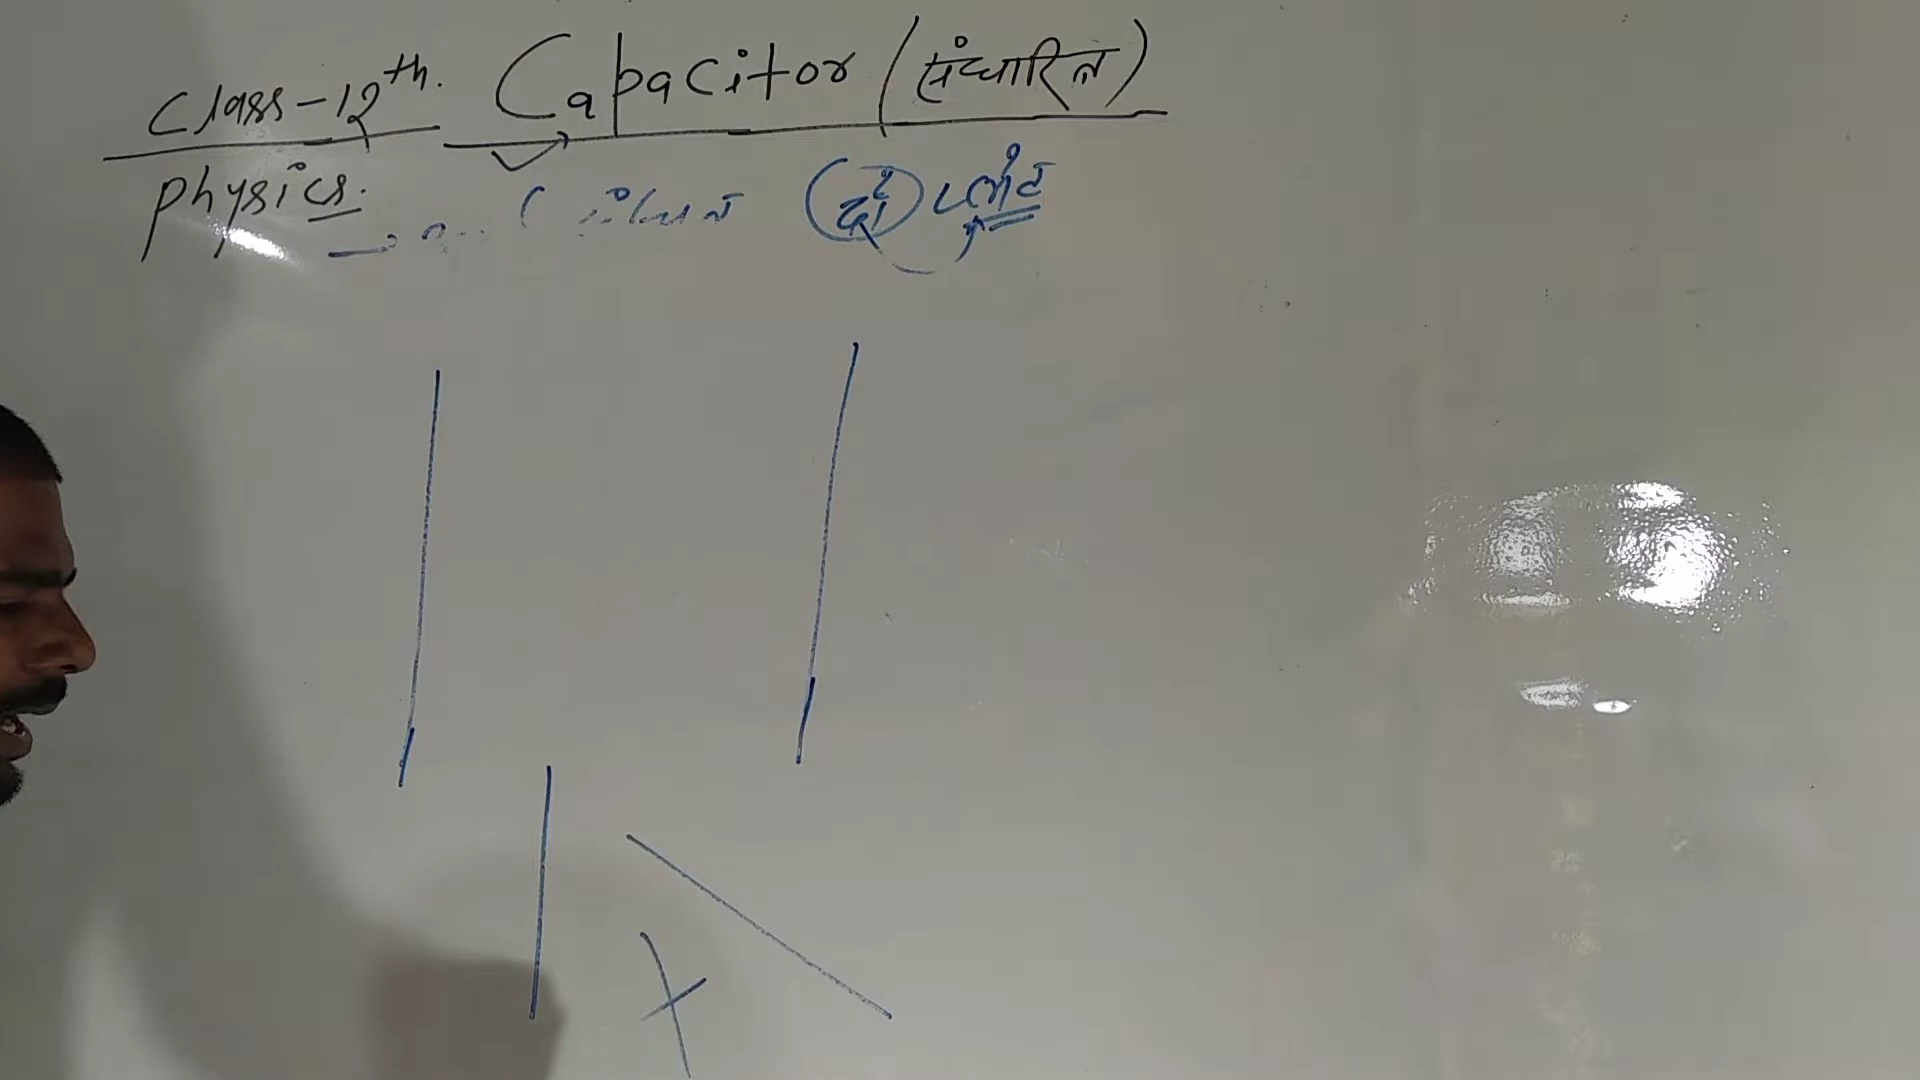 Class-12th. Capacitor (संधारित्र)
Physics.
दो प्लेट